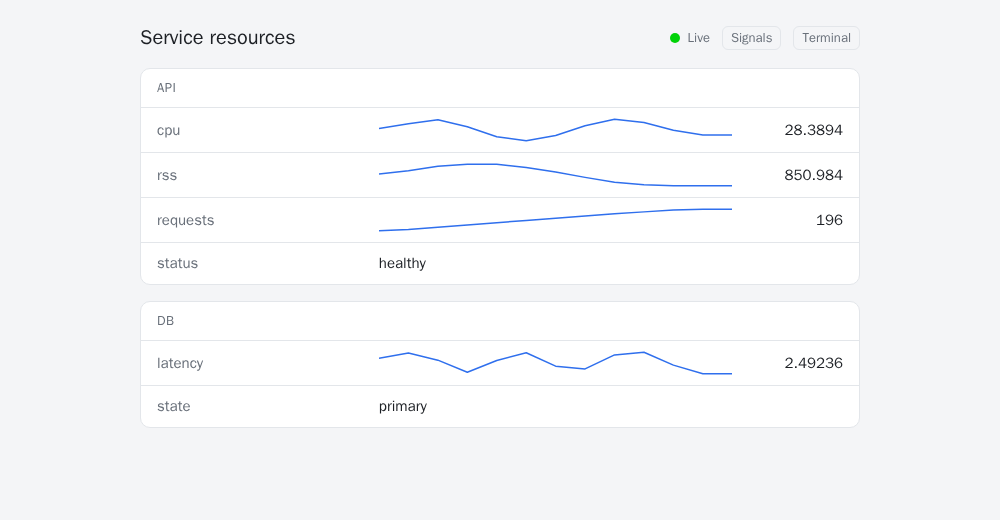 Service resources
Live
Signals
Terminal
API
cpu 28.3894
rss 850.984
requests 196
status healthy
DB
latency 2.49236
state primary